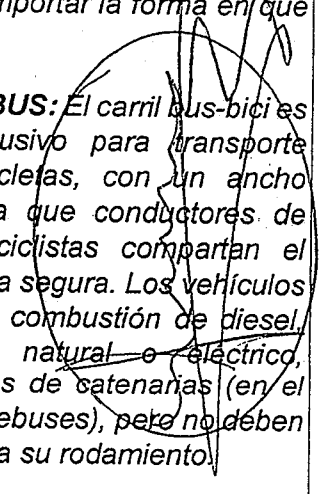 mportar la forma en que
BUS: El carril bus-bici es
usivo para transporte
cletas, con un ancho
a que conductores de
ciclistas compartan el
a segura. Los vehículos
combustión de diesel,
natural o eléctrico,
s de catenarias (en el
ebuses), pero no deben
a su rodamiento.